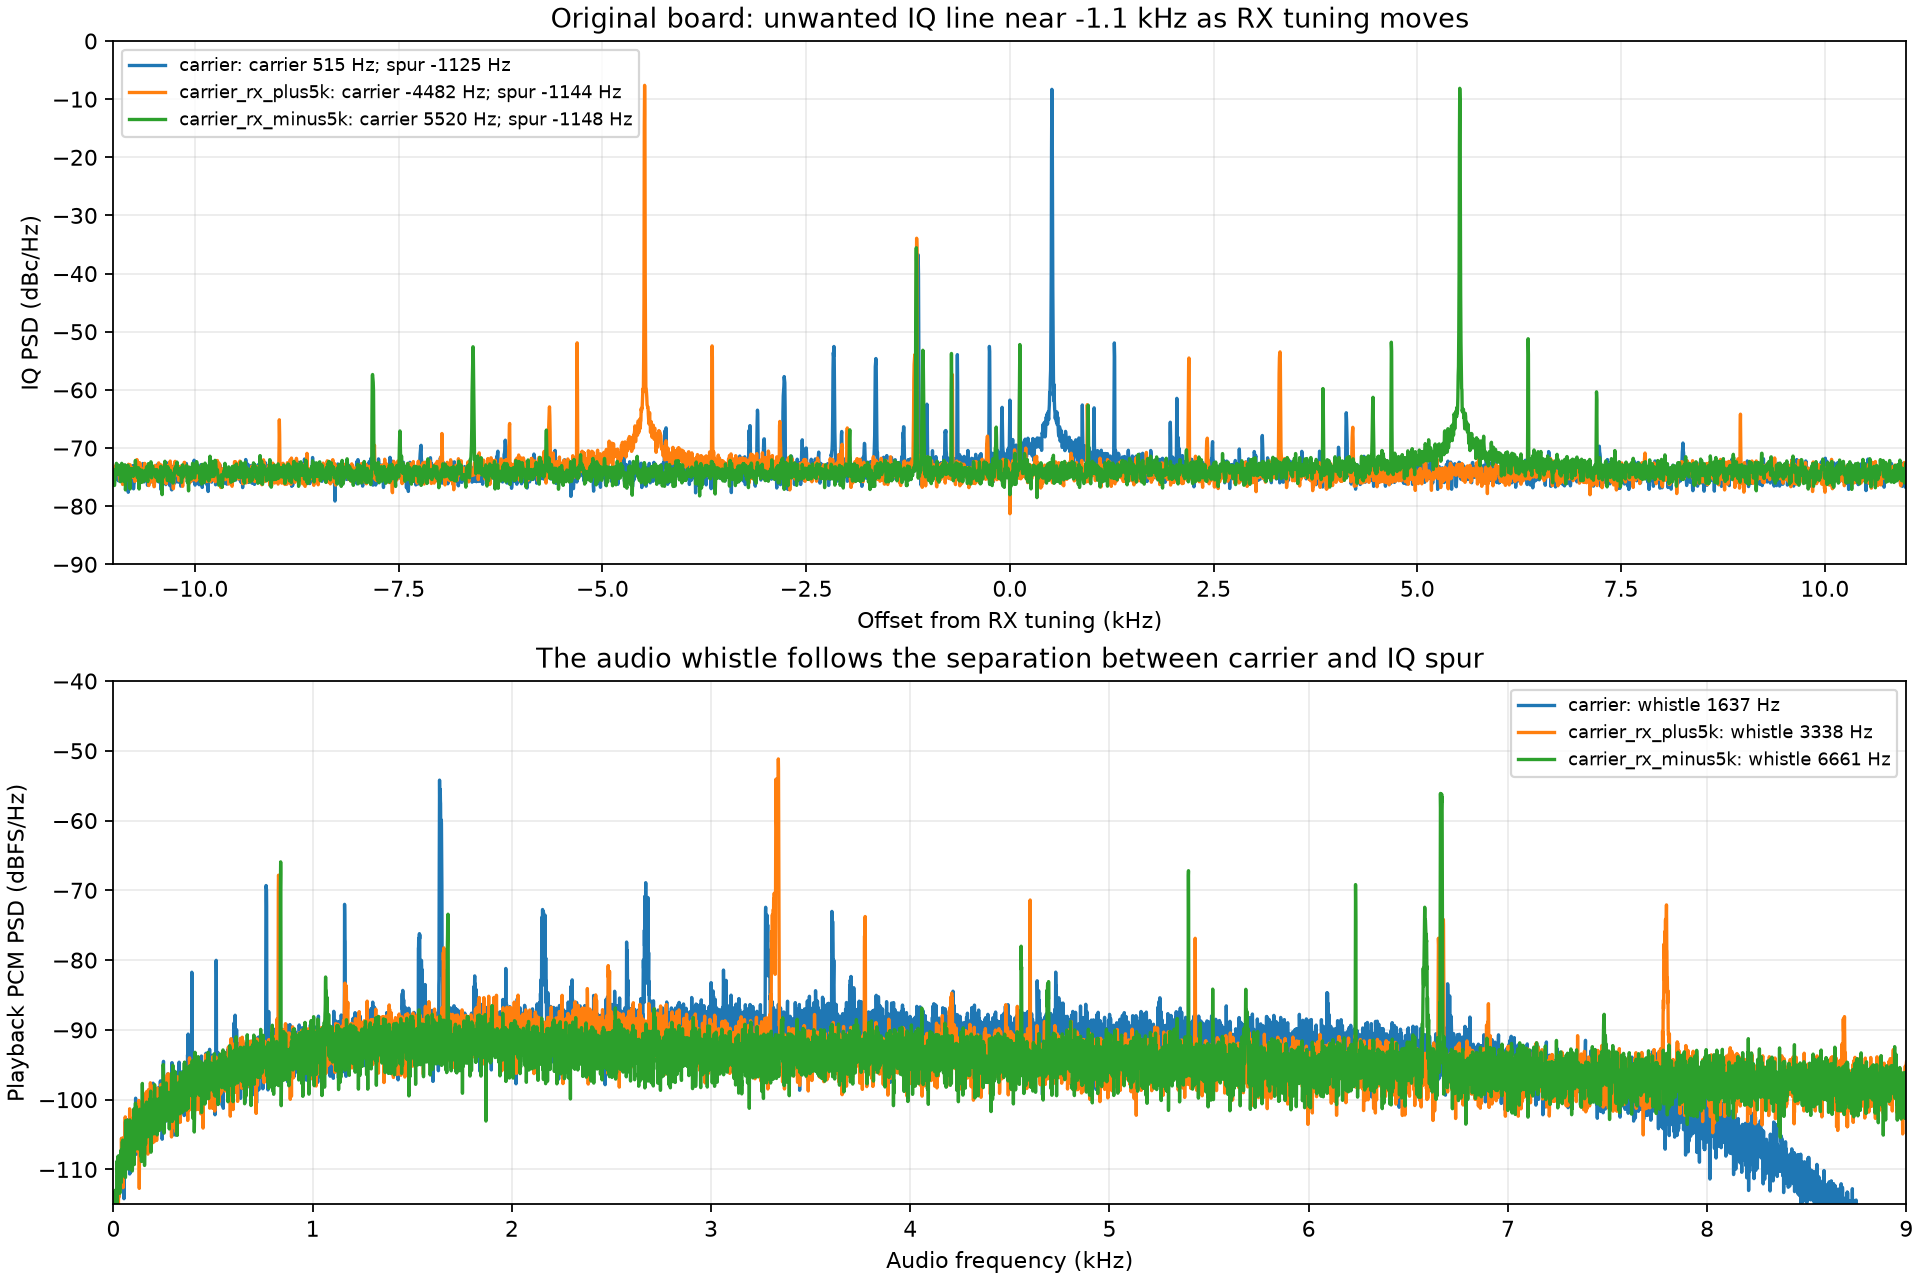 Original board: unwanted IQ line near -1.1 kHz as RX tuning moves
IQ PSD (dBc/Hz)
0
−10
−20
−30
−40
−50
−60
−70
−80
−90
carrier: carrier 515 Hz; spur -1125 Hz
carrier_rx_plus5k: carrier -4482 Hz; spur -1144 Hz
carrier_rx_minus5k: carrier 5520 Hz; spur -1148 Hz
−10.0 −7.5 −5.0 −2.5 0.0 2.5 5.0 7.5 10.0
Offset from RX tuning (kHz)
The audio whistle follows the separation between carrier and IQ spur
Playback PCM PSD (dBFS/Hz)
−40
−50
−60
−70
−80
−90
−100
−110
carrier: whistle 1637 Hz
carrier_rx_plus5k: whistle 3338 Hz
carrier_rx_minus5k: whistle 6661 Hz
0 1 2 3 4 5 6 7 8 9
Audio frequency (kHz)